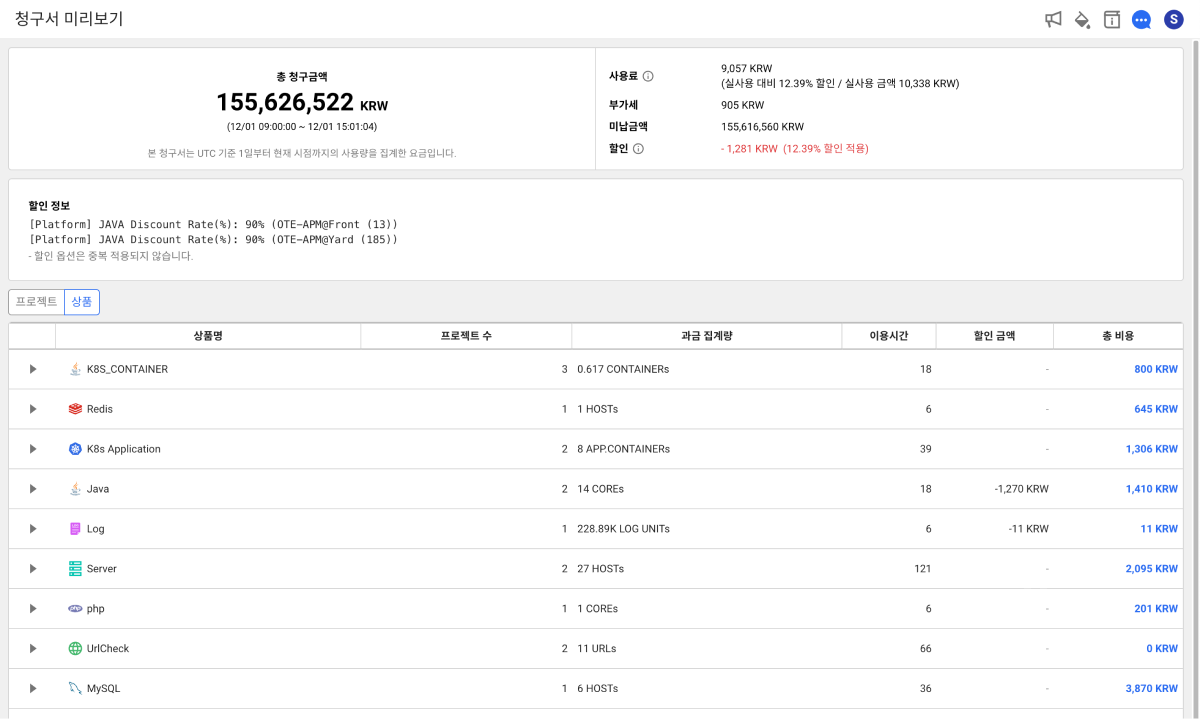 청구서 미리보기
S
총 청구금액
155,626,522 KRW
(12/01 09:00:00 ~ 12/01 15:01:04)
본 청구서는 UTC 기준 1일부터 현재 시점까지의 사용량을 집계한 요금입니다.
사용료 9,057 KRW
(실사용 대비 12.39% 할인 / 실사용 금액 10,338 KRW)
부가세 905 KRW
미납금액 155,616,560 KRW
할인 - 1,281 KRW (12.39% 할인 적용)
할인 정보
[Platform] JAVA Discount Rate(%): 90% (OTE-APM@Front (13))
[Platform] JAVA Discount Rate(%): 90% (OTE-APM@Yard (185))
- 할인 옵션은 중복 적용되지 않습니다.
프로젝트 상품
상품명 프로젝트 수 과금 집계량 이용시간 할인 금액 총 비용
K8S_CONTAINER 3 0.617 CONTAINERs 18 - 800 KRW
Redis 1 1 HOSTs 6 - 645 KRW
K8s Application 2 8 APP.CONTAINERs 39 - 1,306 KRW
Java 2 14 COREs 18 -1,270 KRW 1,410 KRW
Log 1 228.89K LOG UNITs 6 -11 KRW 11 KRW
Server 2 27 HOSTs 121 - 2,095 KRW
php php 1 1 COREs 6 - 201 KRW
UrlCheck 2 11 URLs 66 - 0 KRW
MySQL 1 6 HOSTs 36 - 3,870 KRW